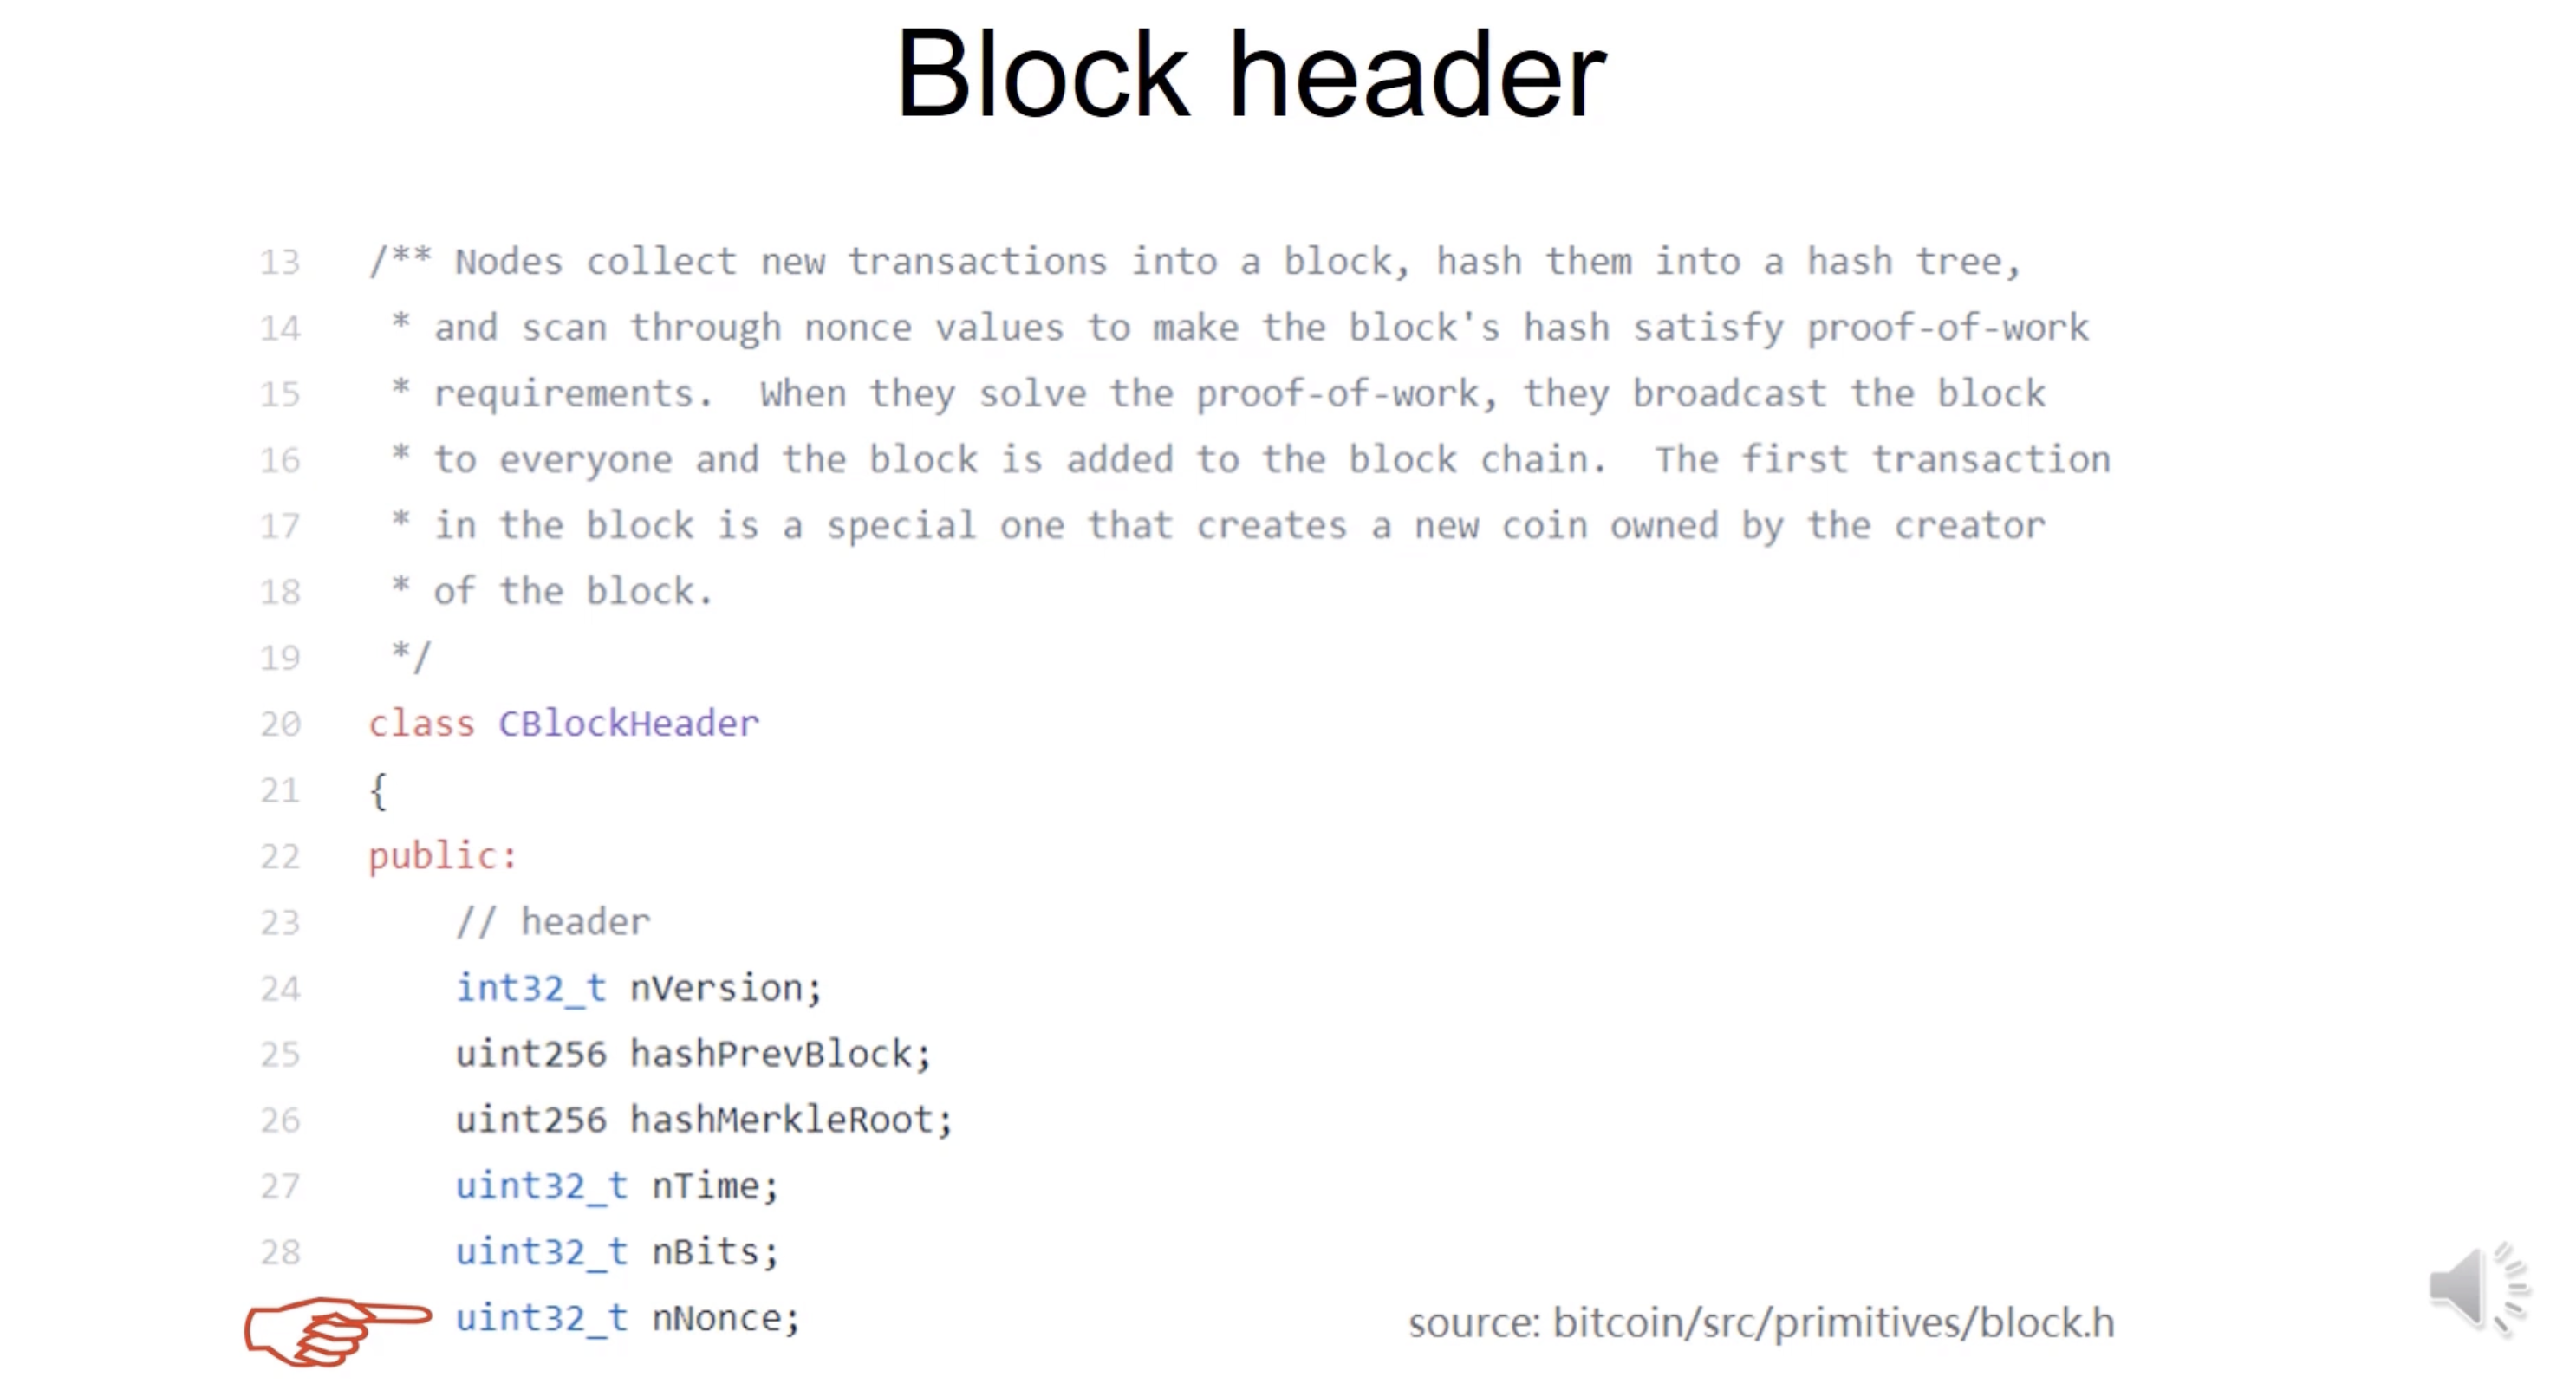 Block header
13 /** Nodes collect new transactions into a block, hash them into a hash tree,
14 * and scan through nonce values to make the block's hash satisfy proof-of-work
15 * requirements.  When they solve the proof-of-work, they broadcast the block
16 * to everyone and the block is added to the block chain.  The first transaction
17 * in the block is a special one that creates a new coin owned by the creator
18 * of the block.
19 */
20 class CBlockHeader
21 {
22 public:
23 // header
24 int32_t nVersion;
25 uint256 hashPrevBlock;
26 uint256 hashMerkleRoot;
27 uint32_t nTime;
28 uint32_t nBits;
uint32_t nNonce;
source: bitcoin/src/primitives/block.h